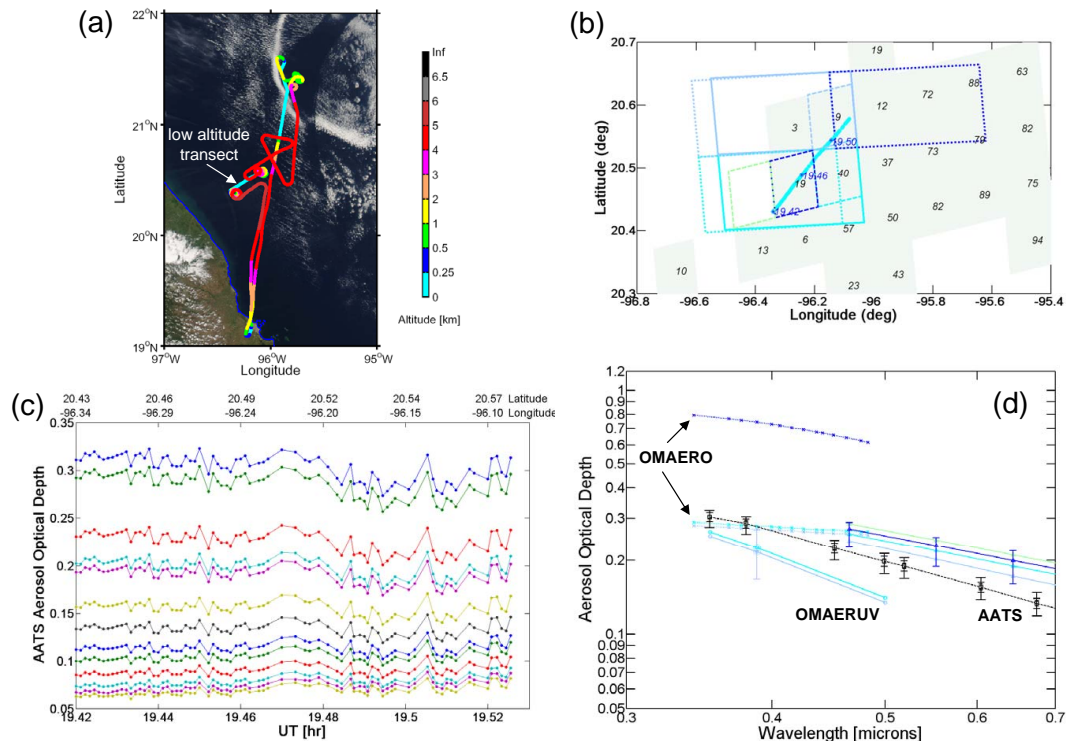 (a)
22°N
21°N
20°N
19°N
97°W
96°W
95°W
Latitude
Longitude
low altitude
transect
Inf
6.5
5
4
3
2
1
0.5
0.25
0
Altitude [km]
(b)
20.7
20.6
20.5
20.4
20.3
-96.8 -96.6 -96.4 -96.2 -96 -95.8 -95.6 -95.4
Latitude (deg)
Longitude (deg)
19
63
88
72
12
9
3
82
79
73
37
40
19
75
89
82
50
57
6
13
94
43
23
10
19.50
19.46
19.42
(c)
20.43 20.46 20.49 20.52 20.54 20.57 Latitude
-96.34 -96.29 -96.24 -96.20 -96.15 -96.10 Longitude
0.35
0.3
0.25
0.2
0.15
0.1
0.05
AATS Aerosol Optical Depth
19.42 19.44 19.46 19.48 19.5 19.52
UT [hr]
(d)
1.2
1
0.8
0.7
0.6
0.5
0.4
0.3
0.2
0.1
0.09
0.08
0.07
0.06
0.05
Aerosol Optical Depth
OMAERO
OMAERUV
AATS
0.3 0.4 0.5 0.6 0.7
Wavelength [microns]